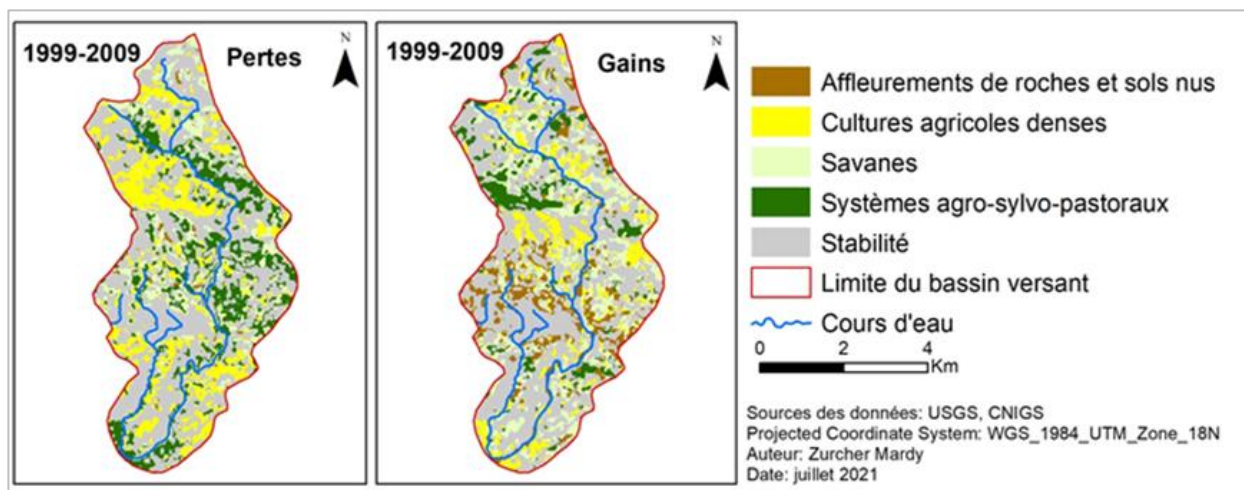 1999-2009
Pertes
N
1999-2009
Gains
N
Affleurements de roches et sols nus
Cultures agricoles denses
Savanes
Systèmes agro-sylvo-pastoraux
Stabilité
Limite du bassin versant
Cours d'eau
0 2 4
Km
Sources des données: USGS, CNIGS
Projected Coordinate System: WGS_1984_UTM_Zone_18N
Auteur: Zurcher Mardy
Date: juillet 2021